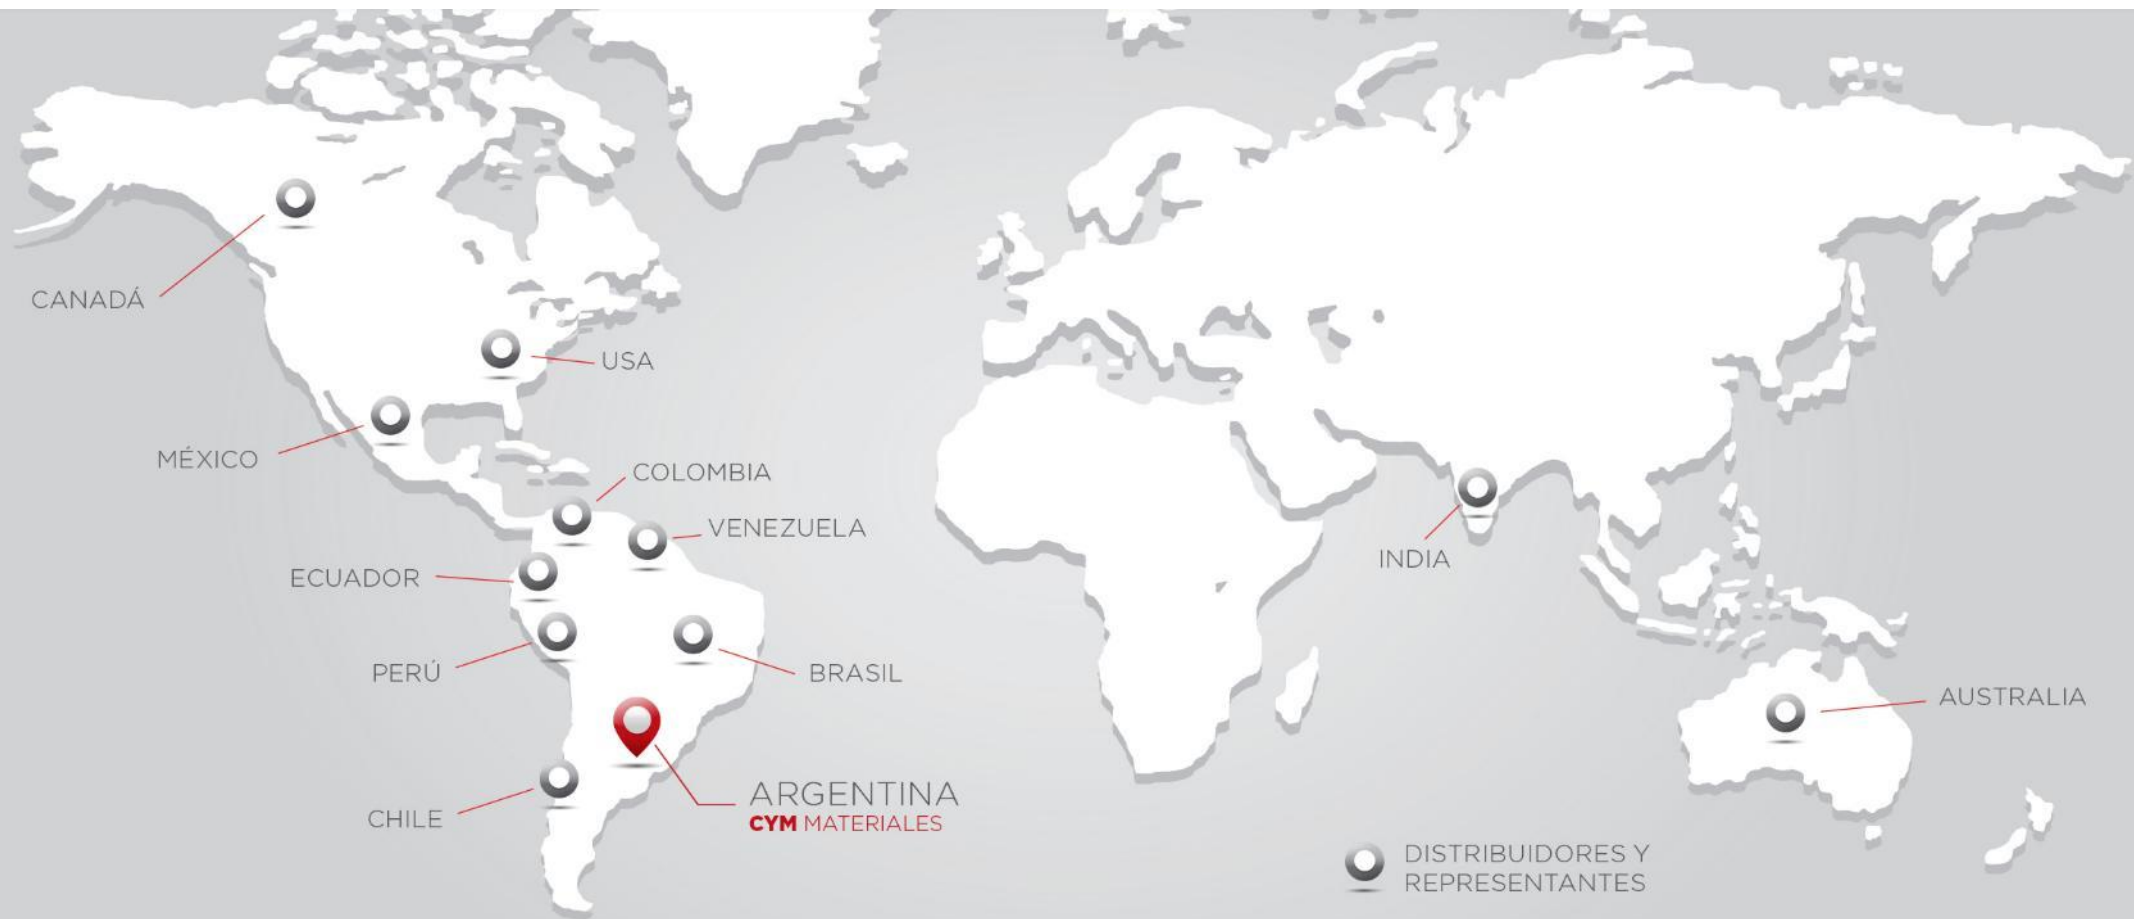 CANADÁ
USA
MÉXICO
COLOMBIA
VENEZUELA
ECUADOR
INDIA
PERÚ
BRASIL
AUSTRALIA
ARGENTINA
CYM MATERIALES
CHILE
DISTRIBUIDORES Y
REPRESENTANTES